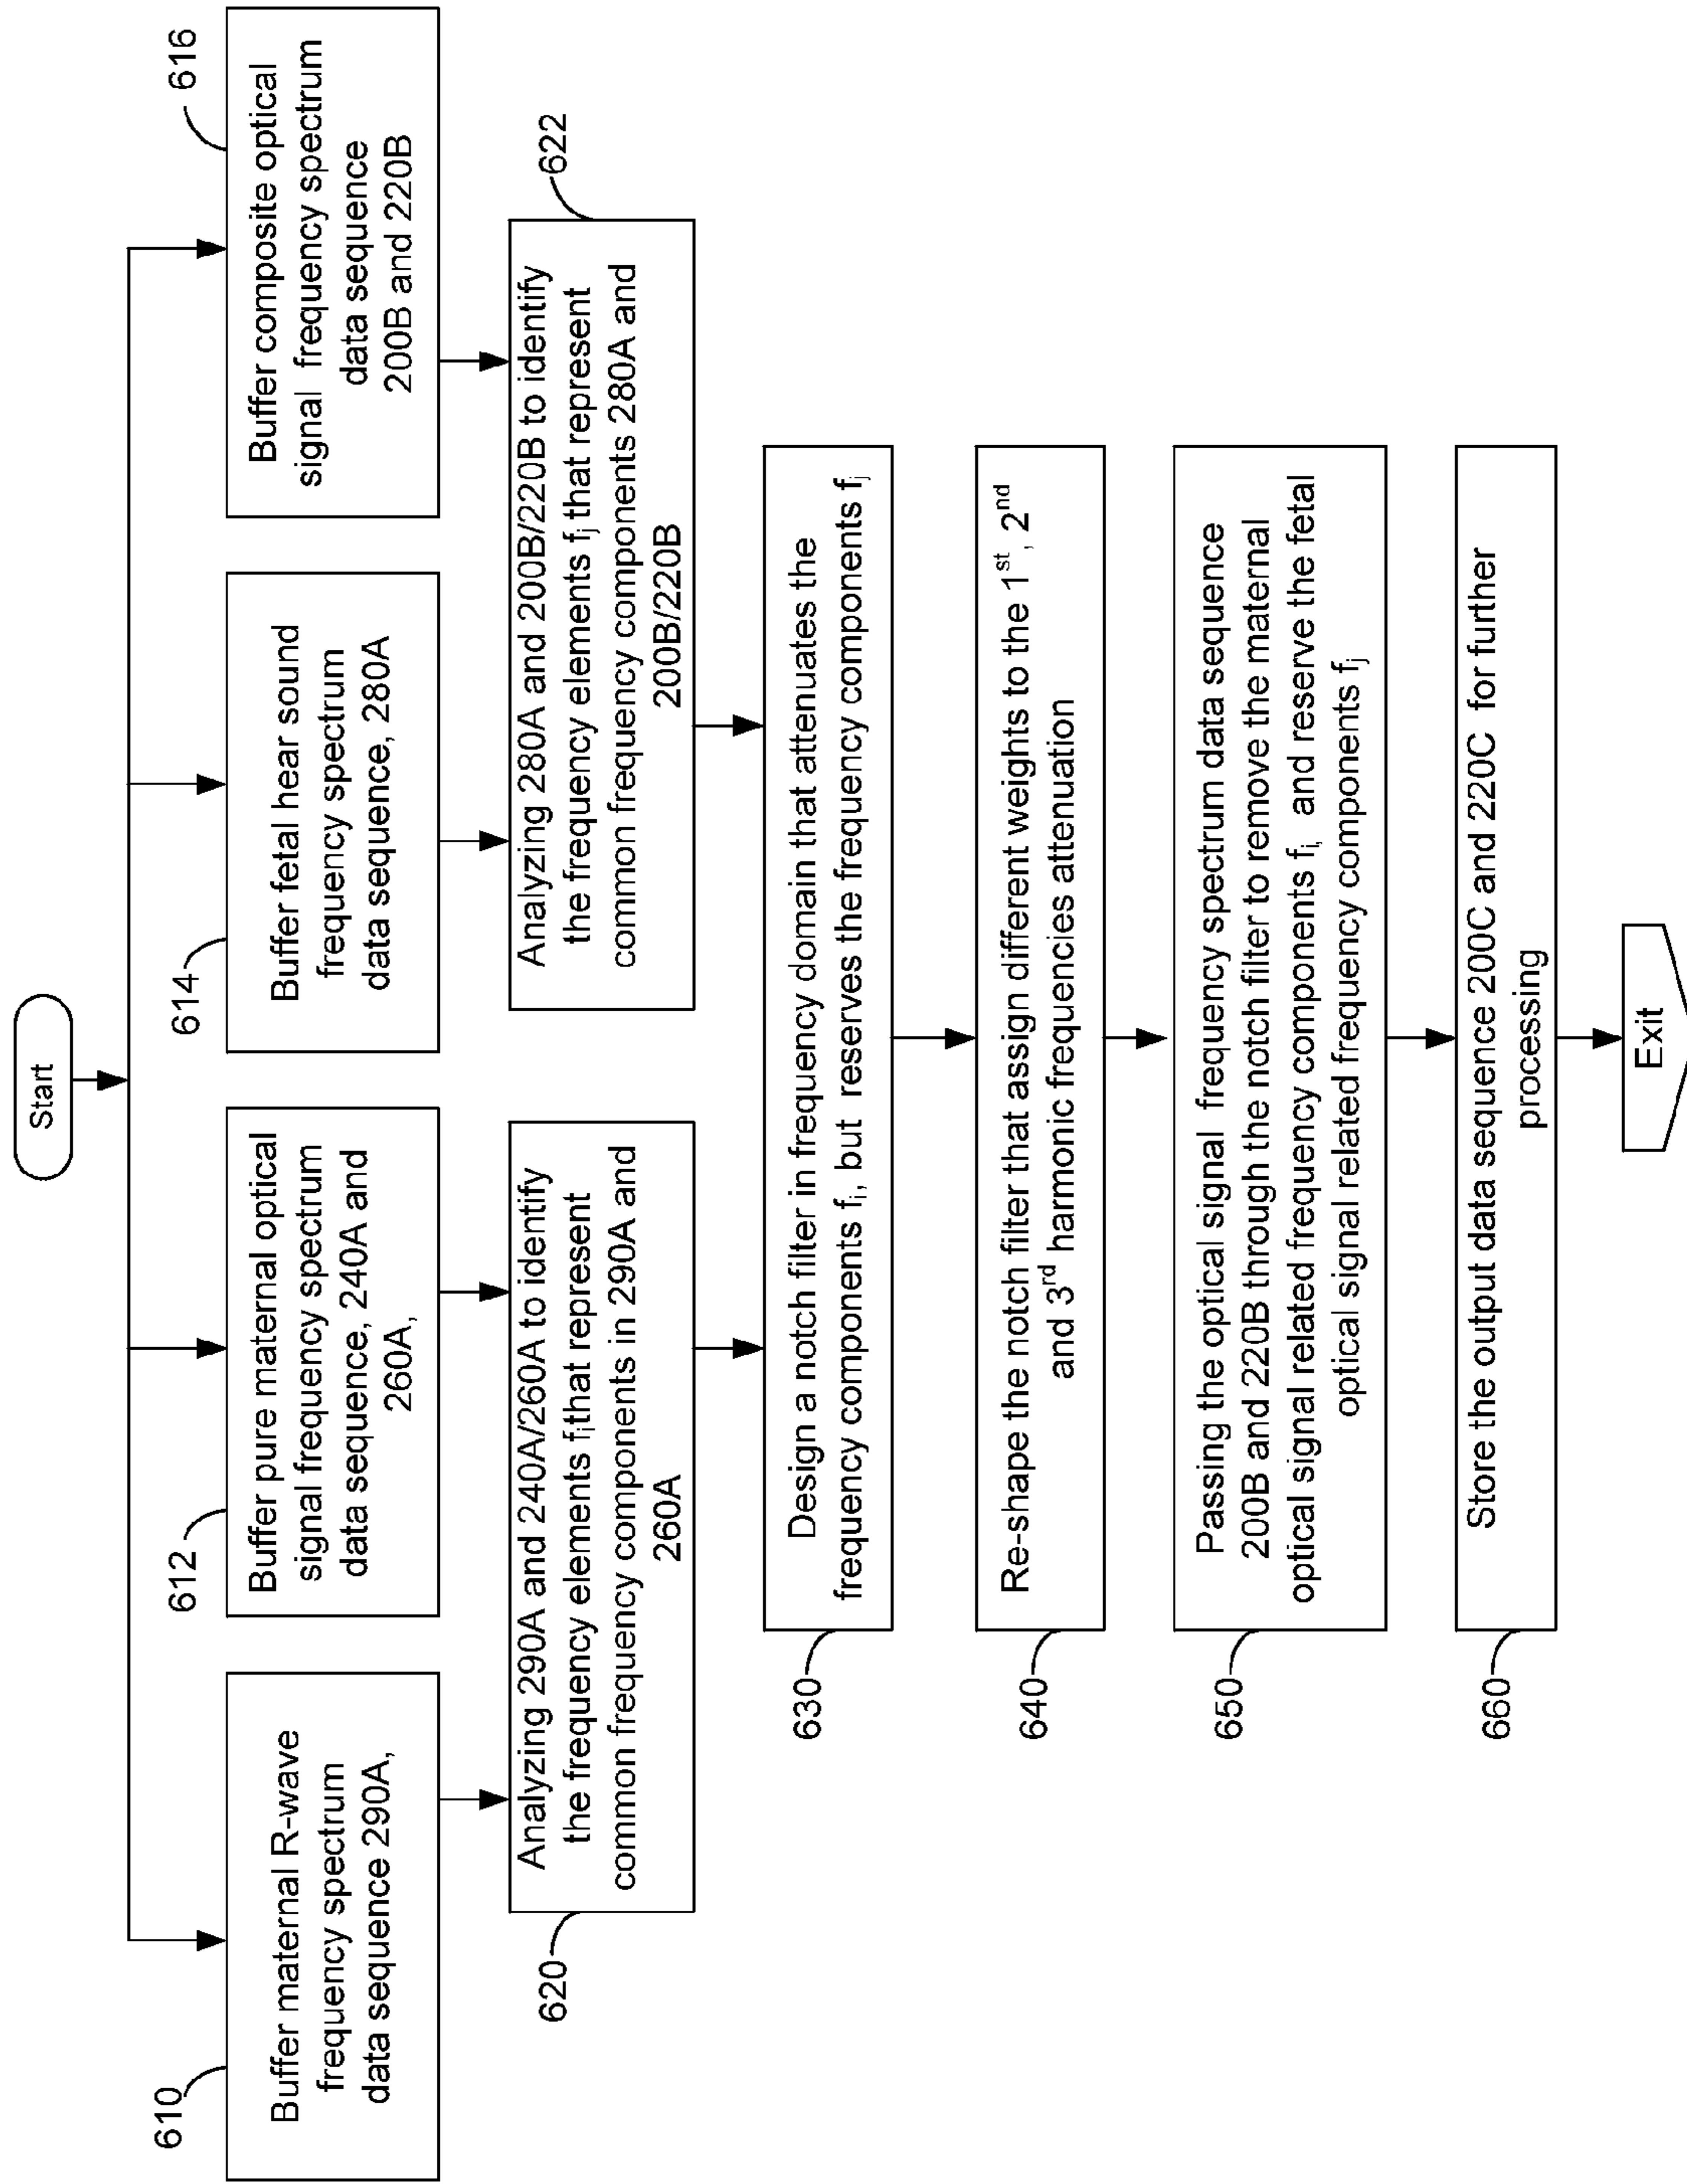 Start
610
Buffer maternal R-wave
frequency spectrum
data sequence 290A,
612
Buffer pure maternal optical
signal frequency spectrum
data sequence, 240A and
260A,
614
Buffer fetal hear sound
frequency spectrum
data sequence, 280A
616
Buffer composite optical
signal frequency spectrum
data sequence
200B and 220B
620
Analyzing 290A and 240A/260A to identify
the frequency elements fᵢ that represent
common frequency components in 290A and
260A
622
Analyzing 280A and 200B/220B to identify
the frequency elements fⱼ that represent
common frequency components 280A and
200B/220B
630
Design a notch filter in frequency domain that attenuates the
frequency components fᵢ, but reserves the frequency components fⱼ
640
Re-shape the notch filter that assign different weights to the 1st, 2nd
and 3rd harmonic frequencies attenuation
650
Passing the optical signal frequency spectrum data sequence
200B and 220B through the notch filter to remove the maternal
optical signal related frequency components fᵢ, and reserve the fetal
optical signal related frequency components fⱼ
660
Store the output data sequence 200C and 220C for further
processing
Exit